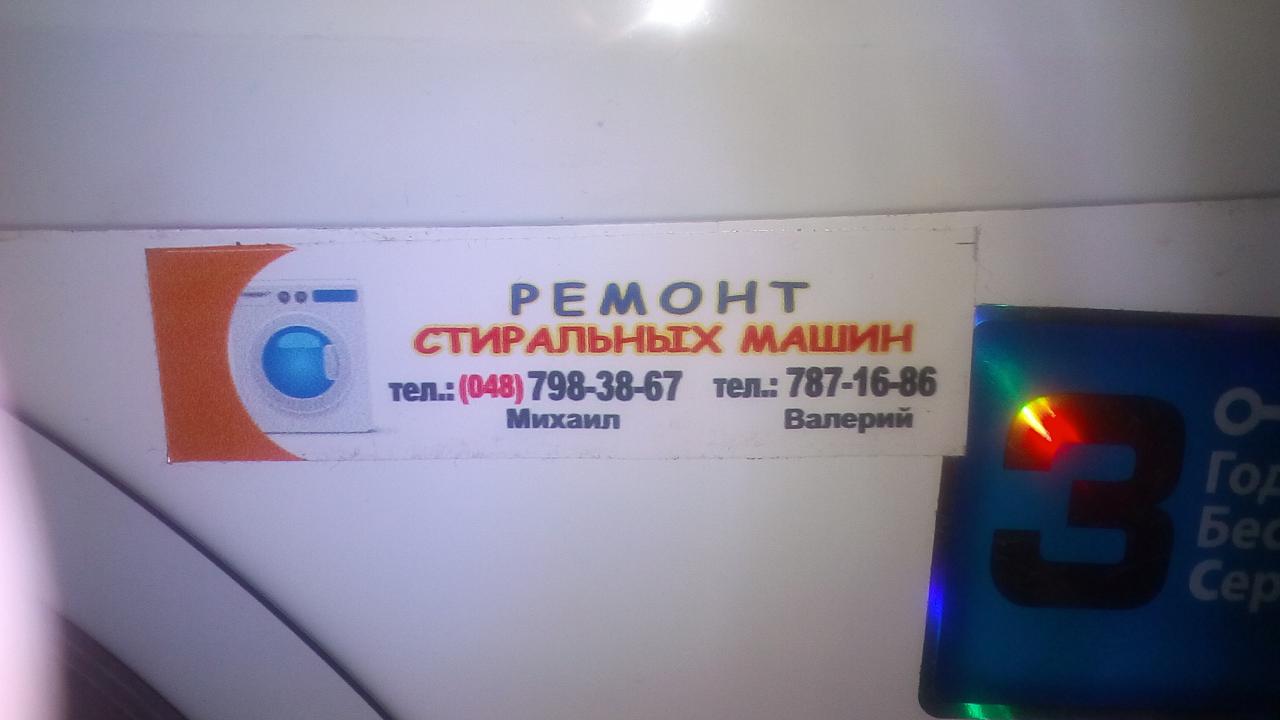 РЕМОНТ
СТИРАЛЬНЫХ МАШИН
тел.: (048) 798-38-67 тел.: 787-16-86
Михаил Валерий
3
Год
Бес
Сер